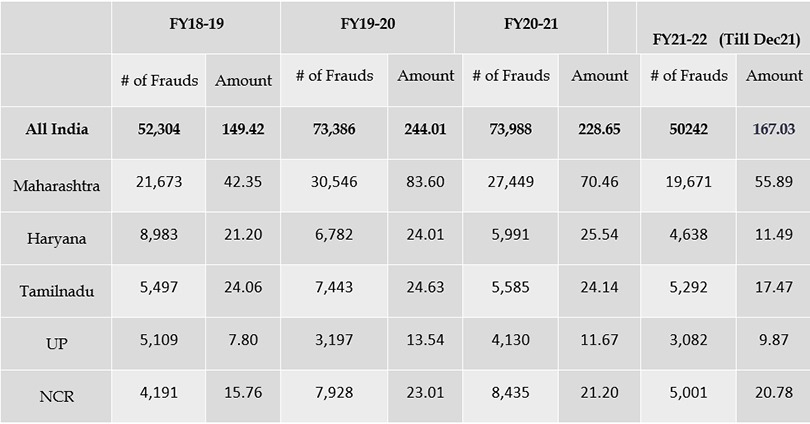 FY18-19 FY19-20 FY20-21 FY21-22 (Till Dec21)
# of Frauds Amount # of Frauds Amount # of Frauds Amount # of Frauds Amount
All India 52,304 149.42 73,386 244.01 73,988 228.65 50242 167.03
Maharashtra 21,673 42.35 30,546 83.60 27,449 70.46 19,671 55.89
Haryana 8,983 21.20 6,782 24.01 5,991 25.54 4,638 11.49
Tamilnadu 5,497 24.06 7,443 24.63 5,585 24.14 5,292 17.47
UP 5,109 7.80 3,197 13.54 4,130 11.67 3,082 9.87
NCR 4,191 15.76 7,928 23.01 8,435 21.20 5,001 20.78